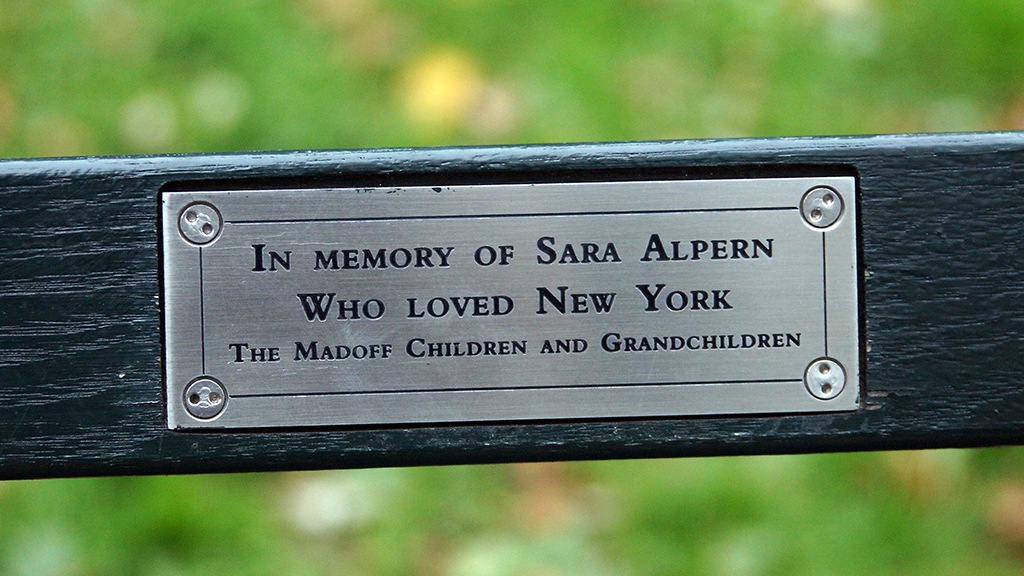 In memory of Sara Alpern
Who loved New York
The Madoff Children and Grandchildren